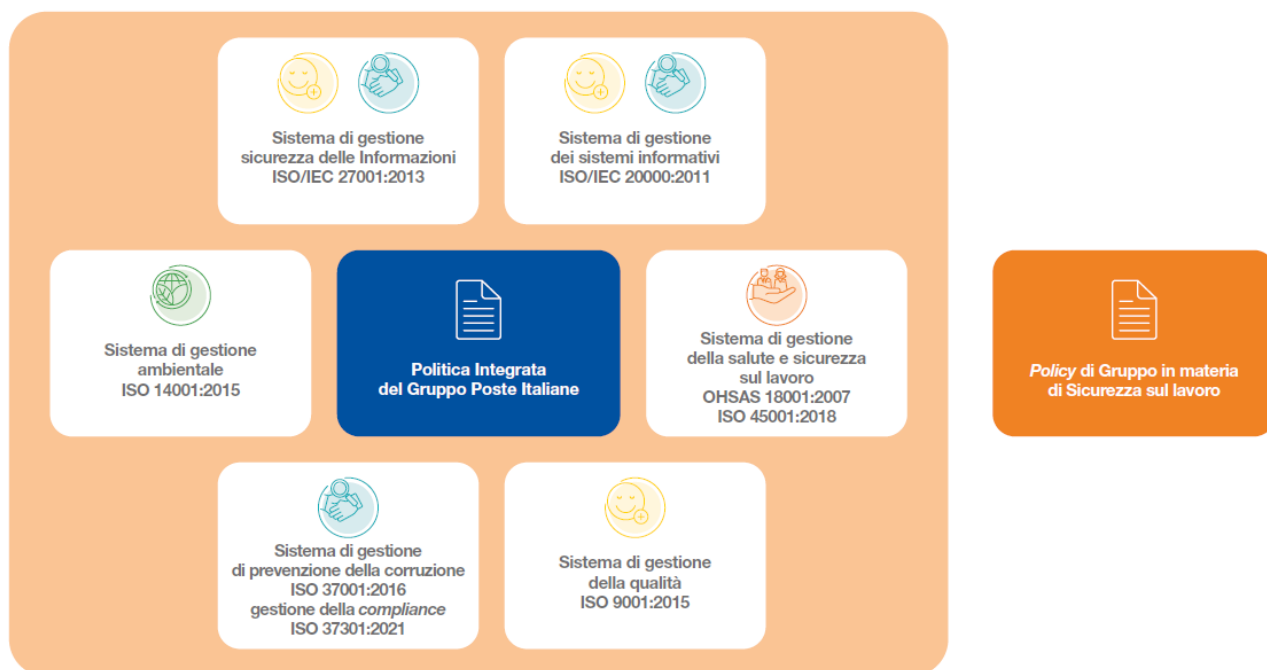 Sistema di gestione
sicurezza delle Informazioni
ISO/IEC 27001:2013
Sistema di gestione
dei sistemi informativi
ISO/IEC 20000:2011
Sistema di gestione
ambientale
ISO 14001:2015
Politica Integrata
del Gruppo Poste Italiane
Sistema di gestione
della salute e sicurezza
sul lavoro
OHSAS 18001:2007
ISO 45001:2018
Policy di Gruppo in materia
di Sicurezza sul lavoro
Sistema di gestione
di prevenzione della corruzione
ISO 37001:2016
gestione della compliance
ISO 37301:2021
Sistema di gestione
della qualità
ISO 9001:2015